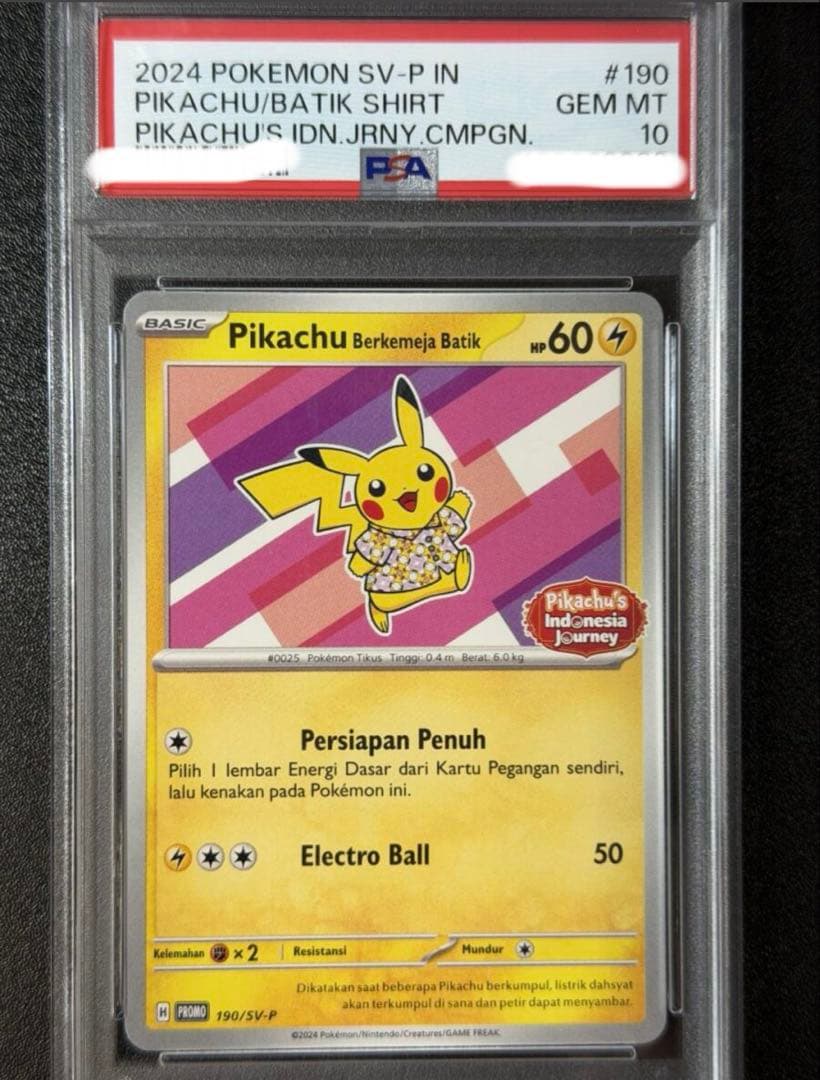 2024 POKEMON SV-P IN #190
PIKACHU/BATIK SHIRT GEM MT
PIKACHU'S IDN.JRNY.CMPGN. 10
PSA
BASIC Pikachu Berkemeja Batik HP 60
Pikachu's
Indonesia
Journey
#0025 Pokémon Tikus Tinggi: 0.4 m Berat: 6.0 kg
Persiapan Penuh
Pilih 1 lembar Energi Dasar dari Kartu Pegangan sendiri,
lalu kenakan pada Pokémon ini.
Electro Ball 50
Kelemahan ×2 Resistansi Mundur
Dikatakan saat beberapa Pikachu berkumpul, listrik dahsyat
akan terkumpul di sana dan petir dapat menyambar.
H PROMO 190/SV-P
©2024 Pokémon/Nintendo/Creatures/GAME FREAK.